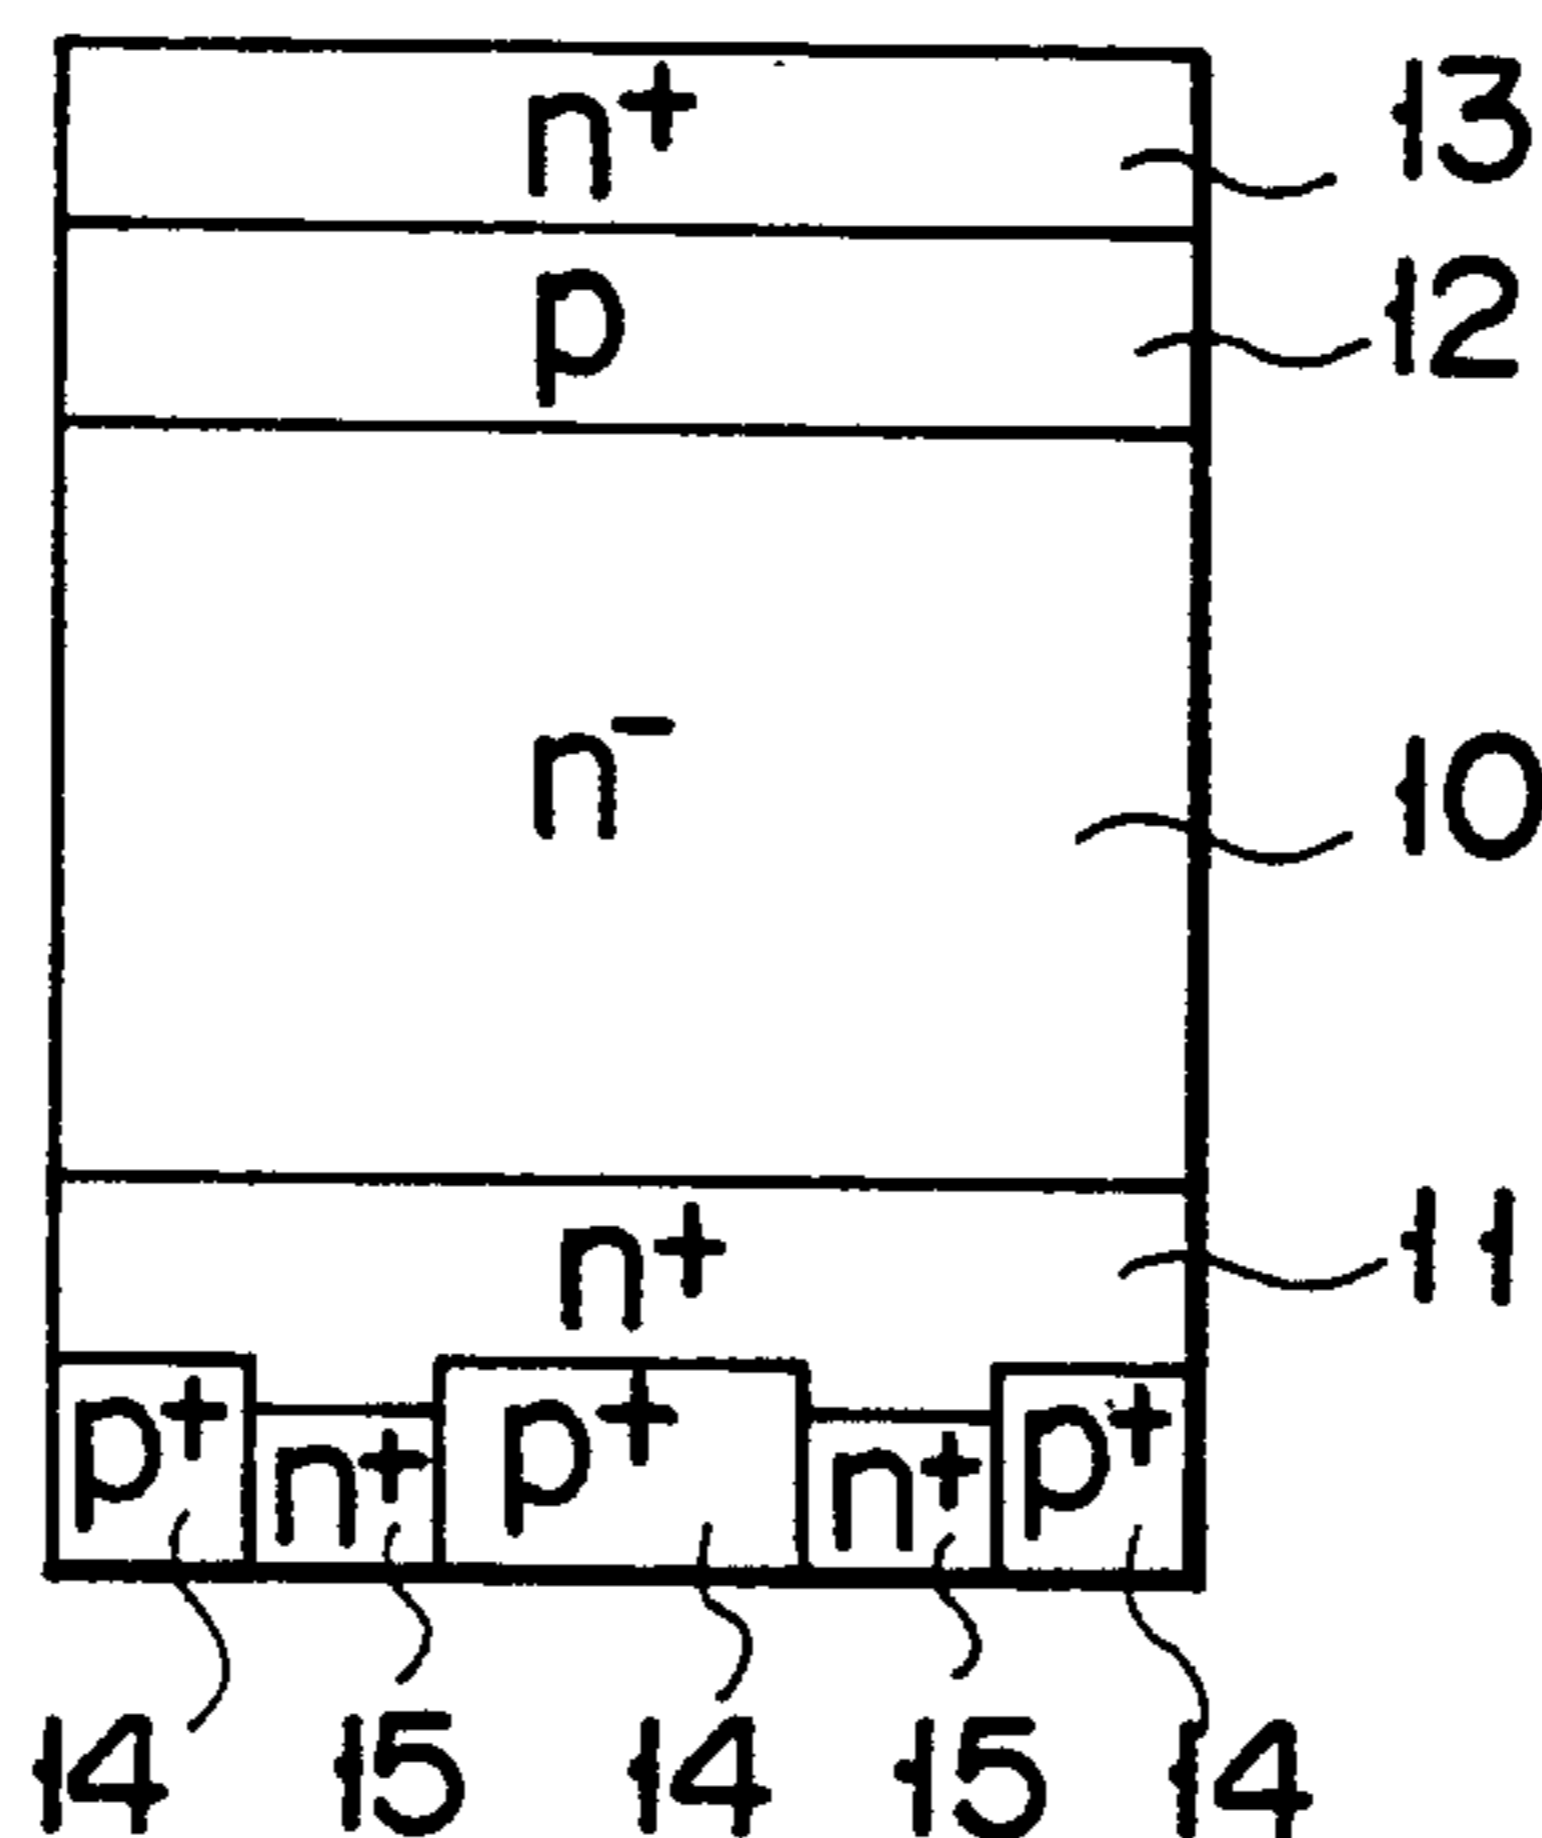 n⁺ 13
p 12
n⁻ 10
n⁺ 11
p⁺ n⁺ p⁺ n⁺ p⁺
14 15 14 15 14